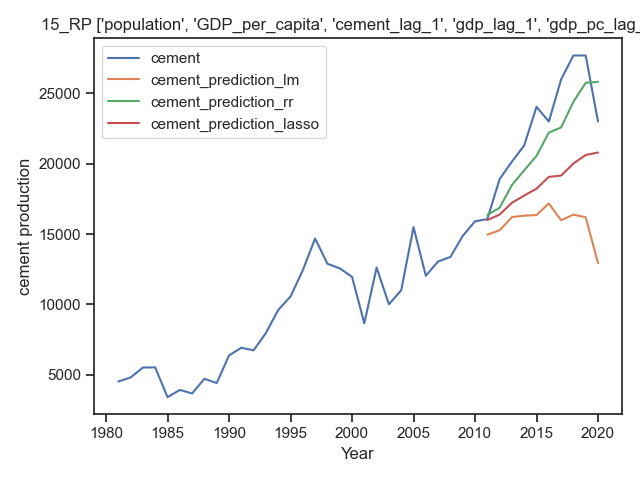 15_RP ['population', 'GDP_per_capita', 'cement_lag_1', 'gdp_lag_1', 'gdp_pc_lag_
cement
cement_prediction_lm
cement_prediction_rr
cement_prediction_lasso
cement production
25000
20000
15000
10000
5000
1980 1985 1990 1995 2000 2005 2010 2015 2020
Year